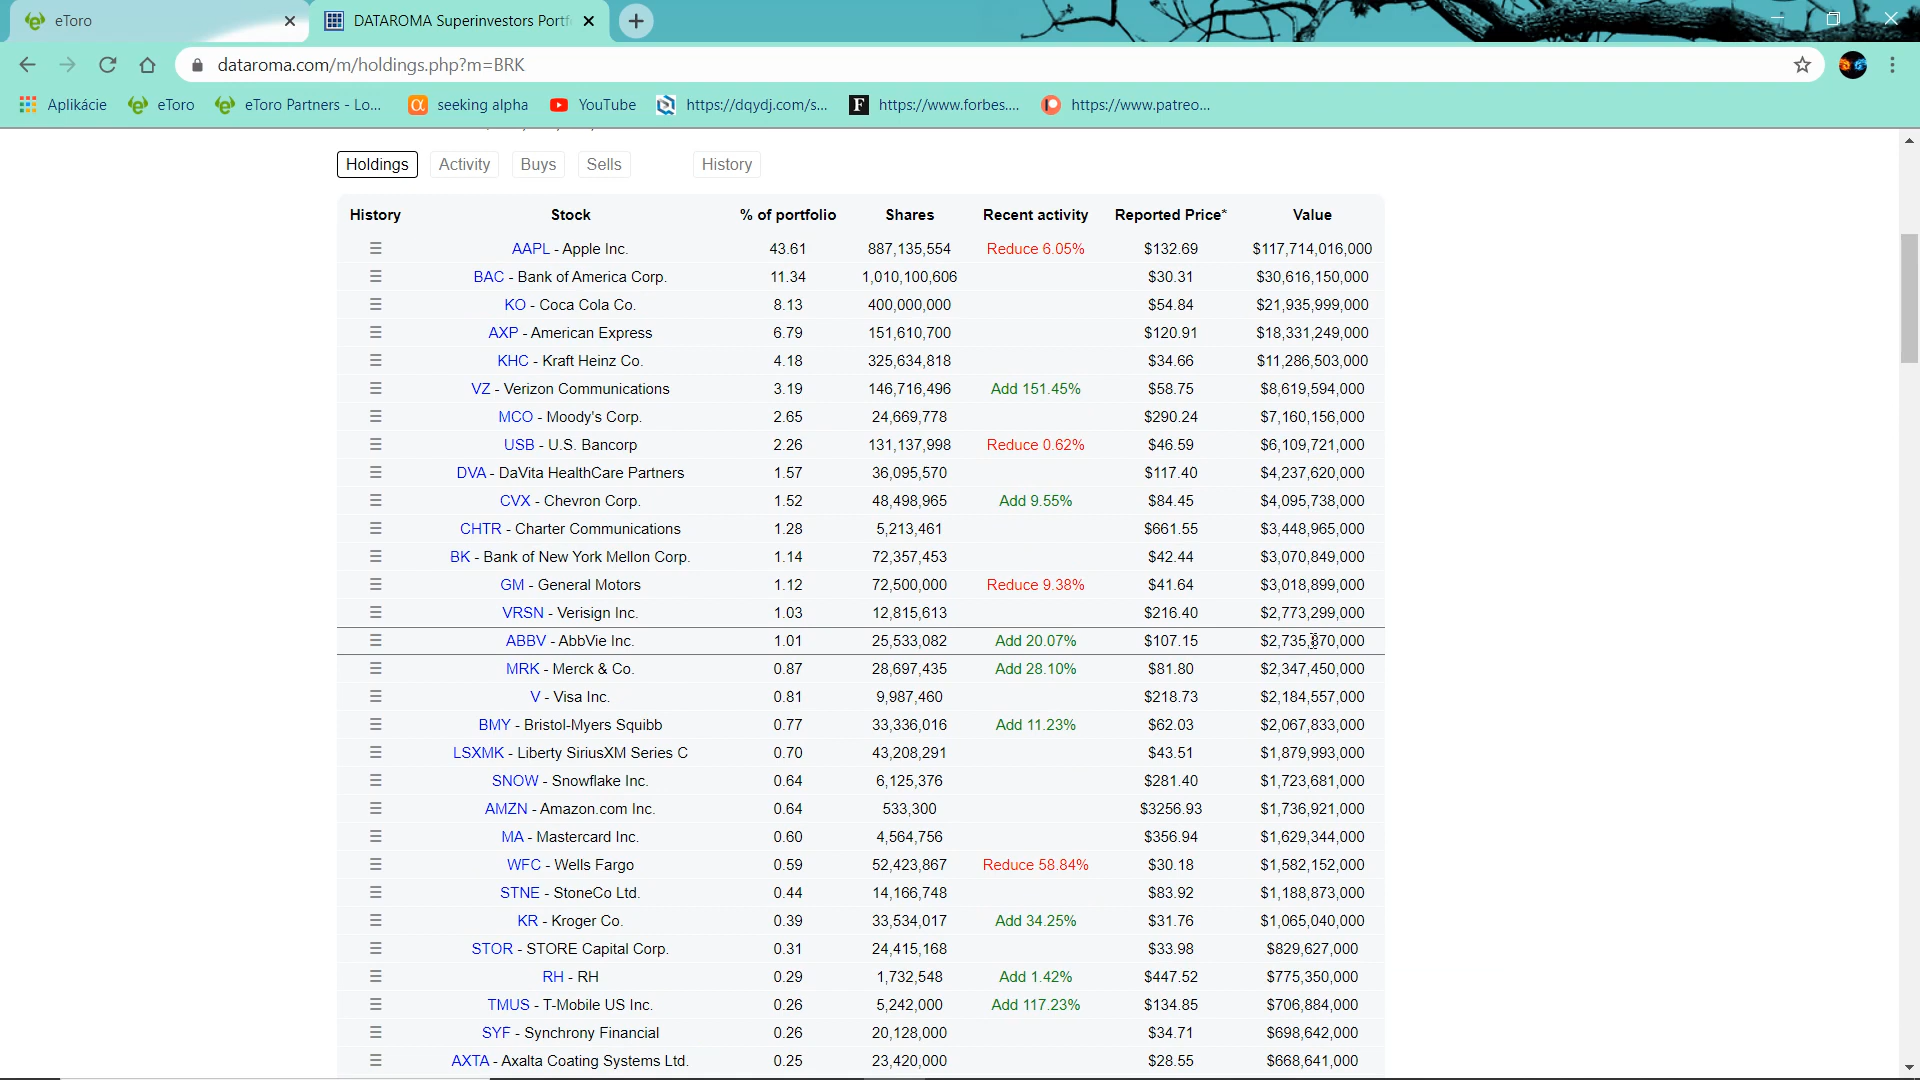 eToro
DATAROMA Superinvestors Portf
dataroma.com/m/holdings.php?m=BRK
Aplikácie eToro eToro Partners - Lo... seeking alpha YouTube https://dqydj.com/s... https://www.forbes.... https://www.patreo...
Holdings Activity Buys Sells History
History Stock % of portfolio Shares Recent activity Reported Price* Value
☰ AAPL - Apple Inc. 43.61 887,135,554 Reduce 6.05% $132.69 $117,714,016,000
☰ BAC - Bank of America Corp. 11.34 1,010,100,606 $30.31 $30,616,150,000
☰ KO - Coca Cola Co. 8.13 400,000,000 $54.84 $21,935,999,000
☰ AXP - American Express 6.79 151,610,700 $120.91 $18,331,249,000
☰ KHC - Kraft Heinz Co. 4.18 325,634,818 $34.66 $11,286,503,000
☰ VZ - Verizon Communications 3.19 146,716,496 Add 151.45% $58.75 $8,619,594,000
☰ MCO - Moody's Corp. 2.65 24,669,778 $290.24 $7,160,156,000
☰ USB - U.S. Bancorp 2.26 131,137,998 Reduce 0.62% $46.59 $6,109,721,000
☰ DVA - DaVita HealthCare Partners 1.57 36,095,570 $117.40 $4,237,620,000
☰ CVX - Chevron Corp. 1.52 48,498,965 Add 9.55% $84.45 $4,095,738,000
☰ CHTR - Charter Communications 1.28 5,213,461 $661.55 $3,448,965,000
☰ BK - Bank of New York Mellon Corp. 1.14 72,357,453 $42.44 $3,070,849,000
☰ GM - General Motors 1.12 72,500,000 Reduce 9.38% $41.64 $3,018,899,000
☰ VRSN - Verisign Inc. 1.03 12,815,613 $216.40 $2,773,299,000
☰ ABBV - AbbVie Inc. 1.01 25,533,082 Add 20.07% $107.15
☰ MRK - Merck & Co. 0.87 28,697,435 Add 28.10% $81.80 $2,347,450,000
☰ V - Visa Inc. 0.81 9,987,460 $218.73 $2,184,557,000
☰ BMY - Bristol-Myers Squibb 0.77 33,336,016 Add 11.23% $62.03 $2,067,833,000
☰ LSXMK - Liberty SiriusXM Series C 0.70 43,208,291 $43.51 $1,879,993,000
☰ SNOW - Snowflake Inc. 0.64 6,125,376 $281.40 $1,723,681,000
☰ AMZN - Amazon.com Inc. 0.64 533,300 $3256.93 $1,736,921,000
☰ MA - Mastercard Inc. 0.60 4,564,756 $356.94 $1,629,344,000
☰ WFC - Wells Fargo 0.59 52,423,867 Reduce 58.84% $30.18 $1,582,152,000
☰ STNE - StoneCo Ltd. 0.44 14,166,748 $83.92 $1,188,873,000
☰ KR - Kroger Co. 0.39 33,534,017 Add 34.25% $31.76 $1,065,040,000
☰ STOR - STORE Capital Corp. 0.31 24,415,168 $33.98 $829,627,000
☰ RH - RH 0.29 1,732,548 Add 1.42% $447.52 $775,350,000
☰ TMUS - T-Mobile US Inc. 0.26 5,242,000 Add 117.23% $134.85 $706,884,000
☰ SYF - Synchrony Financial 0.26 20,128,000 $34.71 $698,642,000
☰ AXTA - Axalta Coating Systems Ltd. 0.25 23,420,000 $28.55 $668,641,000